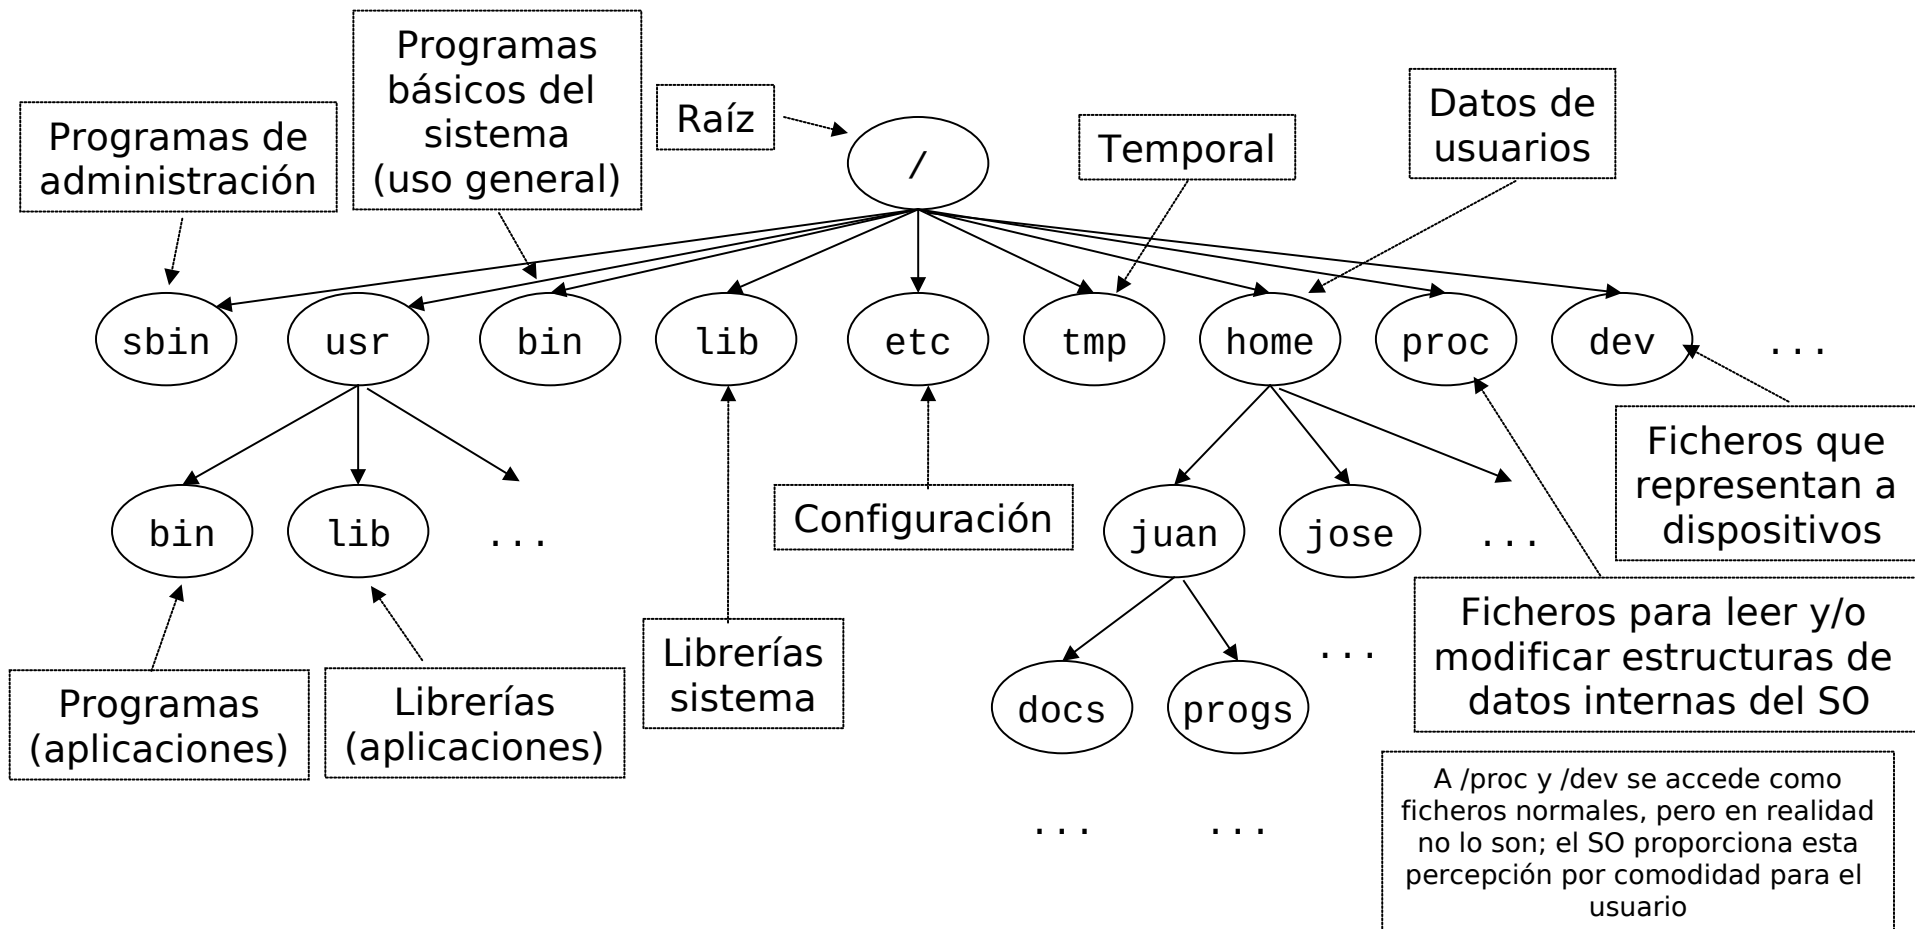 Programas
básicos del
sistema
(uso general)
Programas de
administración
Raíz
Temporal
Datos de
usuarios
/
sbin
usr
bin
lib
etc
tmp
home
proc
dev
...
Ficheros que
representan a
dispositivos
Configuración
bin
lib
...
juan
jose
...
Ficheros para leer y/o
modificar estructuras de
datos internas del SO
Librerías
sistema
Programas
(aplicaciones)
Librerías
(aplicaciones)
docs
progs
...
A /proc y /dev se accede como
ficheros normales, pero en realidad
no lo son; el SO proporciona esta
percepción por comodidad para el
usuario
...
...